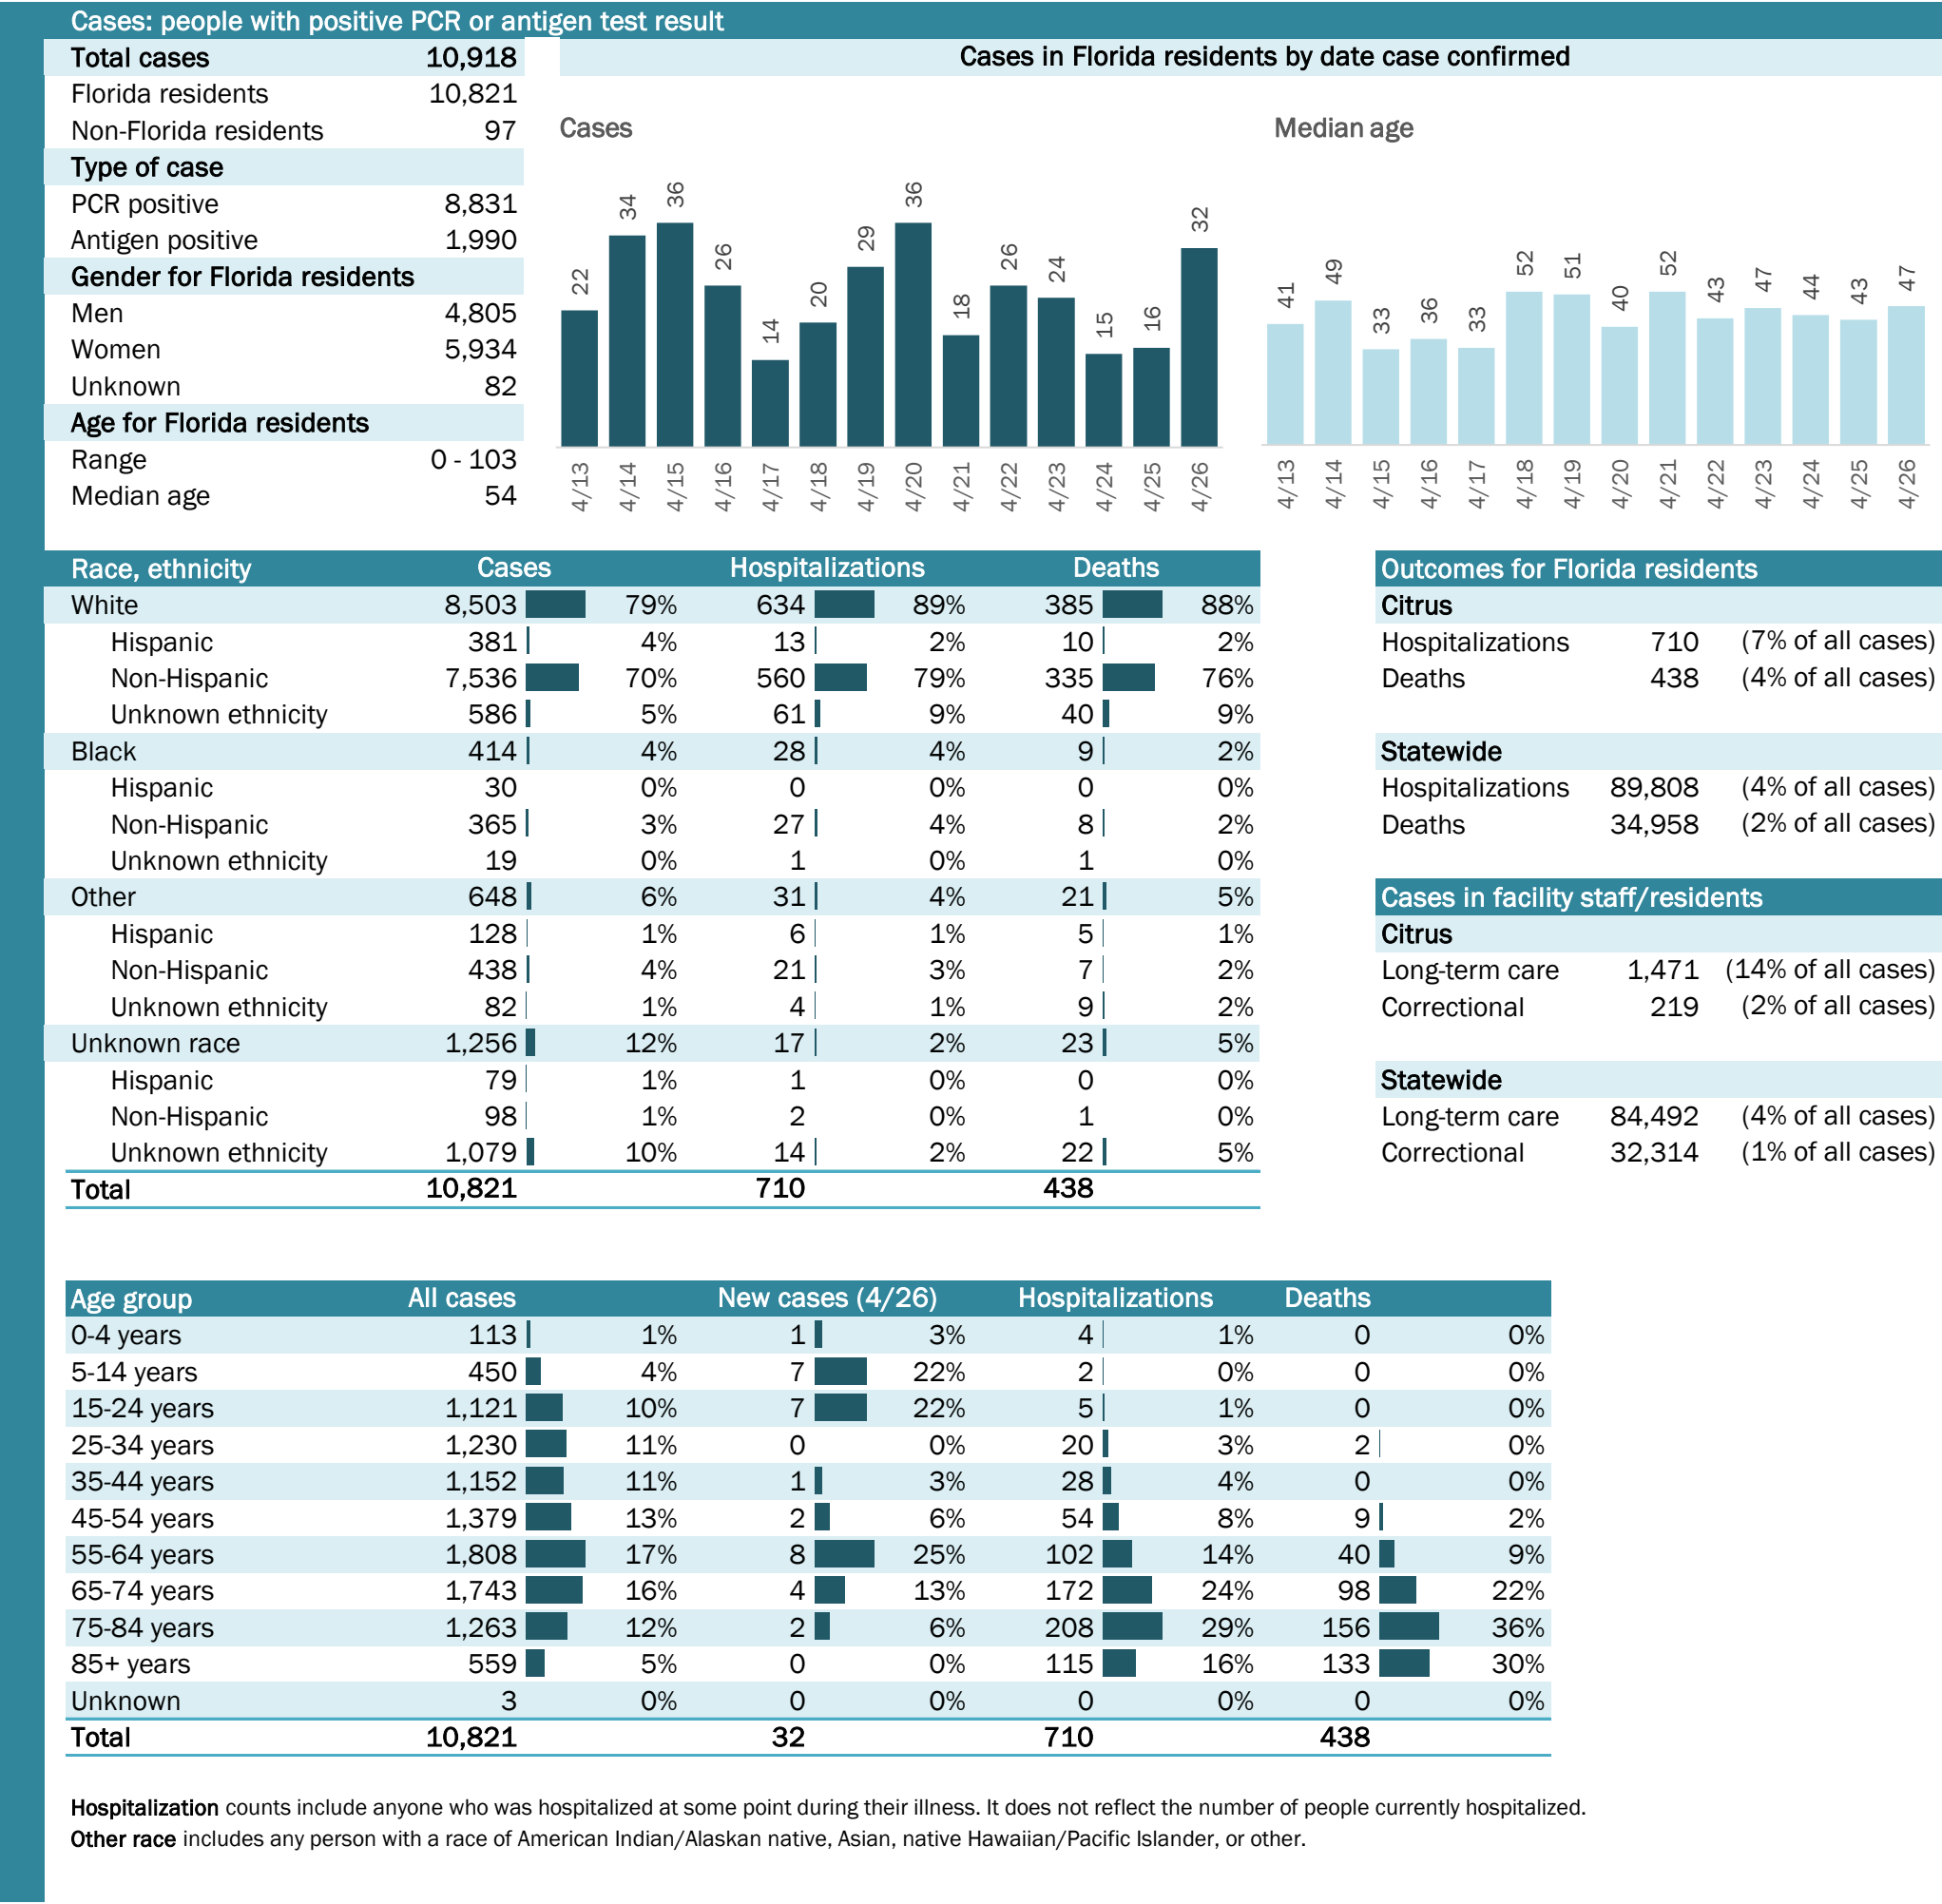 Cases: people with positive PCR or antigen test result
Total cases 10,918
Florida residents 10,821
Non-Florida residents 97
Type of case
PCR positive 8,831
Antigen positive 1,990
Gender for Florida residents
Men 4,805
Women 5,934
Unknown 82
Age for Florida residents
Range 0 - 103
Median age 54
Cases in Florida residents by date case confirmed
Cases
22 34 36 26 14 20 29 36 18 26 24 15 16 32
4/13 4/14 4/15 4/16 4/17 4/18 4/19 4/20 4/21 4/22 4/23 4/24 4/25 4/26
Median age
41 49 33 36 33 52 51 40 52 43 47 44 43 47
4/13 4/14 4/15 4/16 4/17 4/18 4/19 4/20 4/21 4/22 4/23 4/24 4/25 4/26
Race, ethnicity Cases Hospitalizations Deaths
White 8,503 79% 634 89% 385 88%
Hispanic 381 4% 13 2% 10 2%
Non-Hispanic 7,536 70% 560 79% 335 76%
Unknown ethnicity 586 5% 61 9% 40 9%
Black 414 4% 28 4% 9 2%
Hispanic 30 0% 0 0% 0 0%
Non-Hispanic 365 3% 27 4% 8 2%
Unknown ethnicity 19 0% 1 0% 1 0%
Other 648 6% 31 4% 21 5%
Hispanic 128 1% 6 1% 5 1%
Non-Hispanic 438 4% 21 3% 7 2%
Unknown ethnicity 82 1% 4 1% 9 2%
Unknown race 1,256 12% 17 2% 23 5%
Hispanic 79 1% 1 0% 0 0%
Non-Hispanic 98 1% 2 0% 1 0%
Unknown ethnicity 1,079 10% 14 2% 22 5%
Total 10,821 710 438
Outcomes for Florida residents
Citrus
Hospitalizations 710 (7% of all cases)
Deaths 438 (4% of all cases)
Statewide
Hospitalizations 89,808 (4% of all cases)
Deaths 34,958 (2% of all cases)
Cases in facility staff/residents
Citrus
Long-term care 1,471 (14% of all cases)
Correctional 219 (2% of all cases)
Statewide
Long-term care 84,492 (4% of all cases)
Correctional 32,314 (1% of all cases)
Age group All cases New cases (4/26) Hospitalizations Deaths
0-4 years 113 1% 1 3% 4 1% 0 0%
5-14 years 450 4% 7 22% 2 0% 0 0%
15-24 years 1,121 10% 7 22% 5 1% 0 0%
25-34 years 1,230 11% 0 0% 20 3% 2 0%
35-44 years 1,152 11% 1 3% 28 4% 0 0%
45-54 years 1,379 13% 2 6% 54 8% 9 2%
55-64 years 1,808 17% 8 25% 102 14% 40 9%
65-74 years 1,743 16% 4 13% 172 24% 98 22%
75-84 years 1,263 12% 2 6% 208 29% 156 36%
85+ years 559 5% 0 0% 115 16% 133 30%
Unknown 3 0% 0 0% 0 0% 0 0%
Total 10,821 32 710 438
Hospitalization counts include anyone who was hospitalized at some point during their illness. It does not reflect the number of people currently hospitalized.
Other race includes any person with a race of American Indian/Alaskan native, Asian, native Hawaiian/Pacific Islander, or other.